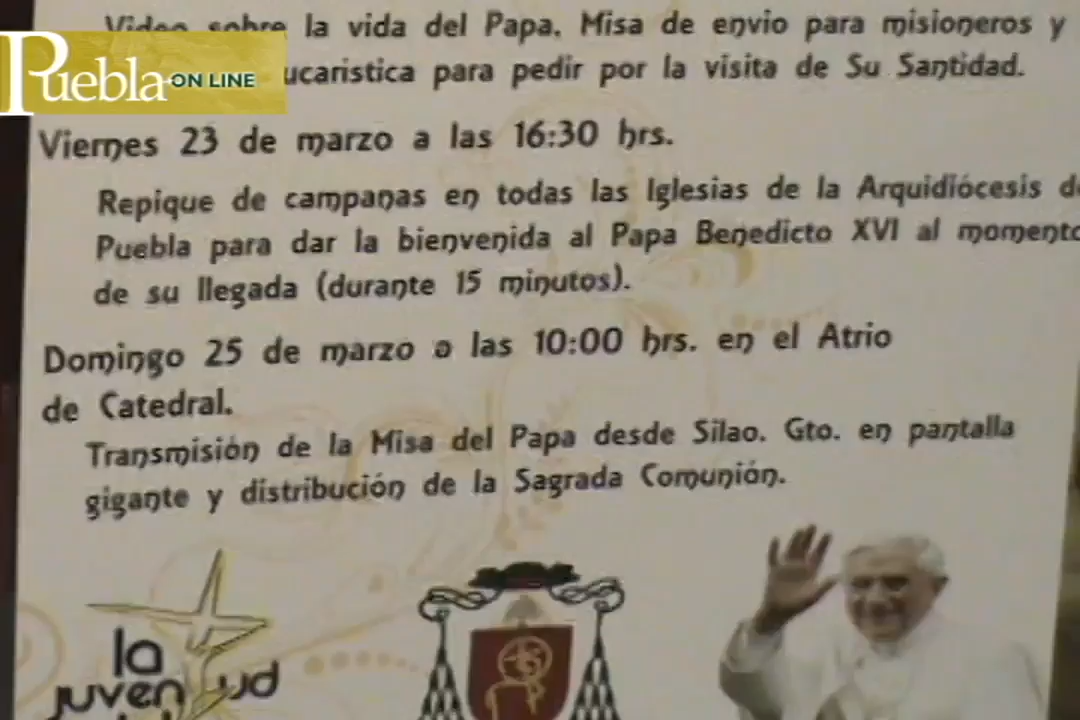 Video sobre la vida del Papa, Misa de envio para misioneros y
ucaristica para pedir por la visita de Su Santidad.
Puebla ON LINE
Viernes 23 de marzo a las 16:30 hrs.
Repique de campanas en todas las Iglesias de la Arquidiócesis de
Puebla para dar la bienvenida al Papa Benedicto XVI al momento
de su llegada (durante 15 minutos).
Domingo 25 de marzo a las 10:00 hrs. en el Atrio
de Catedral.
Transmisión de la Misa del Papa desde Silao. Gto. en pantalla
gigante y distribución de la Sagrada Comunión.
la
juventud